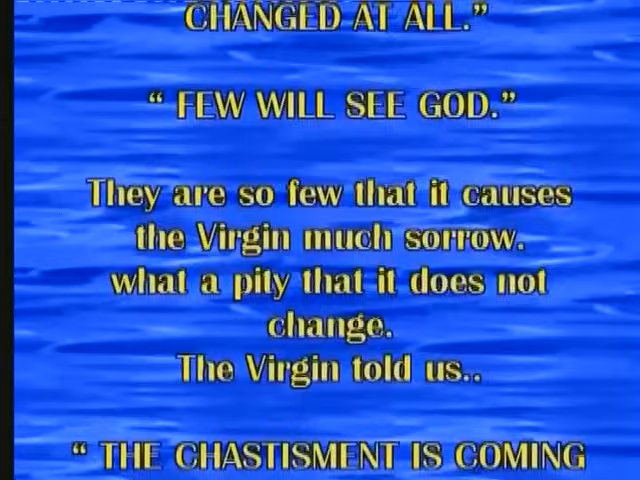 CHANGED AT ALL.”
“ FEW WILL SEE GOD.”
They are so few that it causes
the Virgin much sorrow.
what a pity that it does not
change.
The Virgin told us..
“ THE CHASTISMENT IS COMING